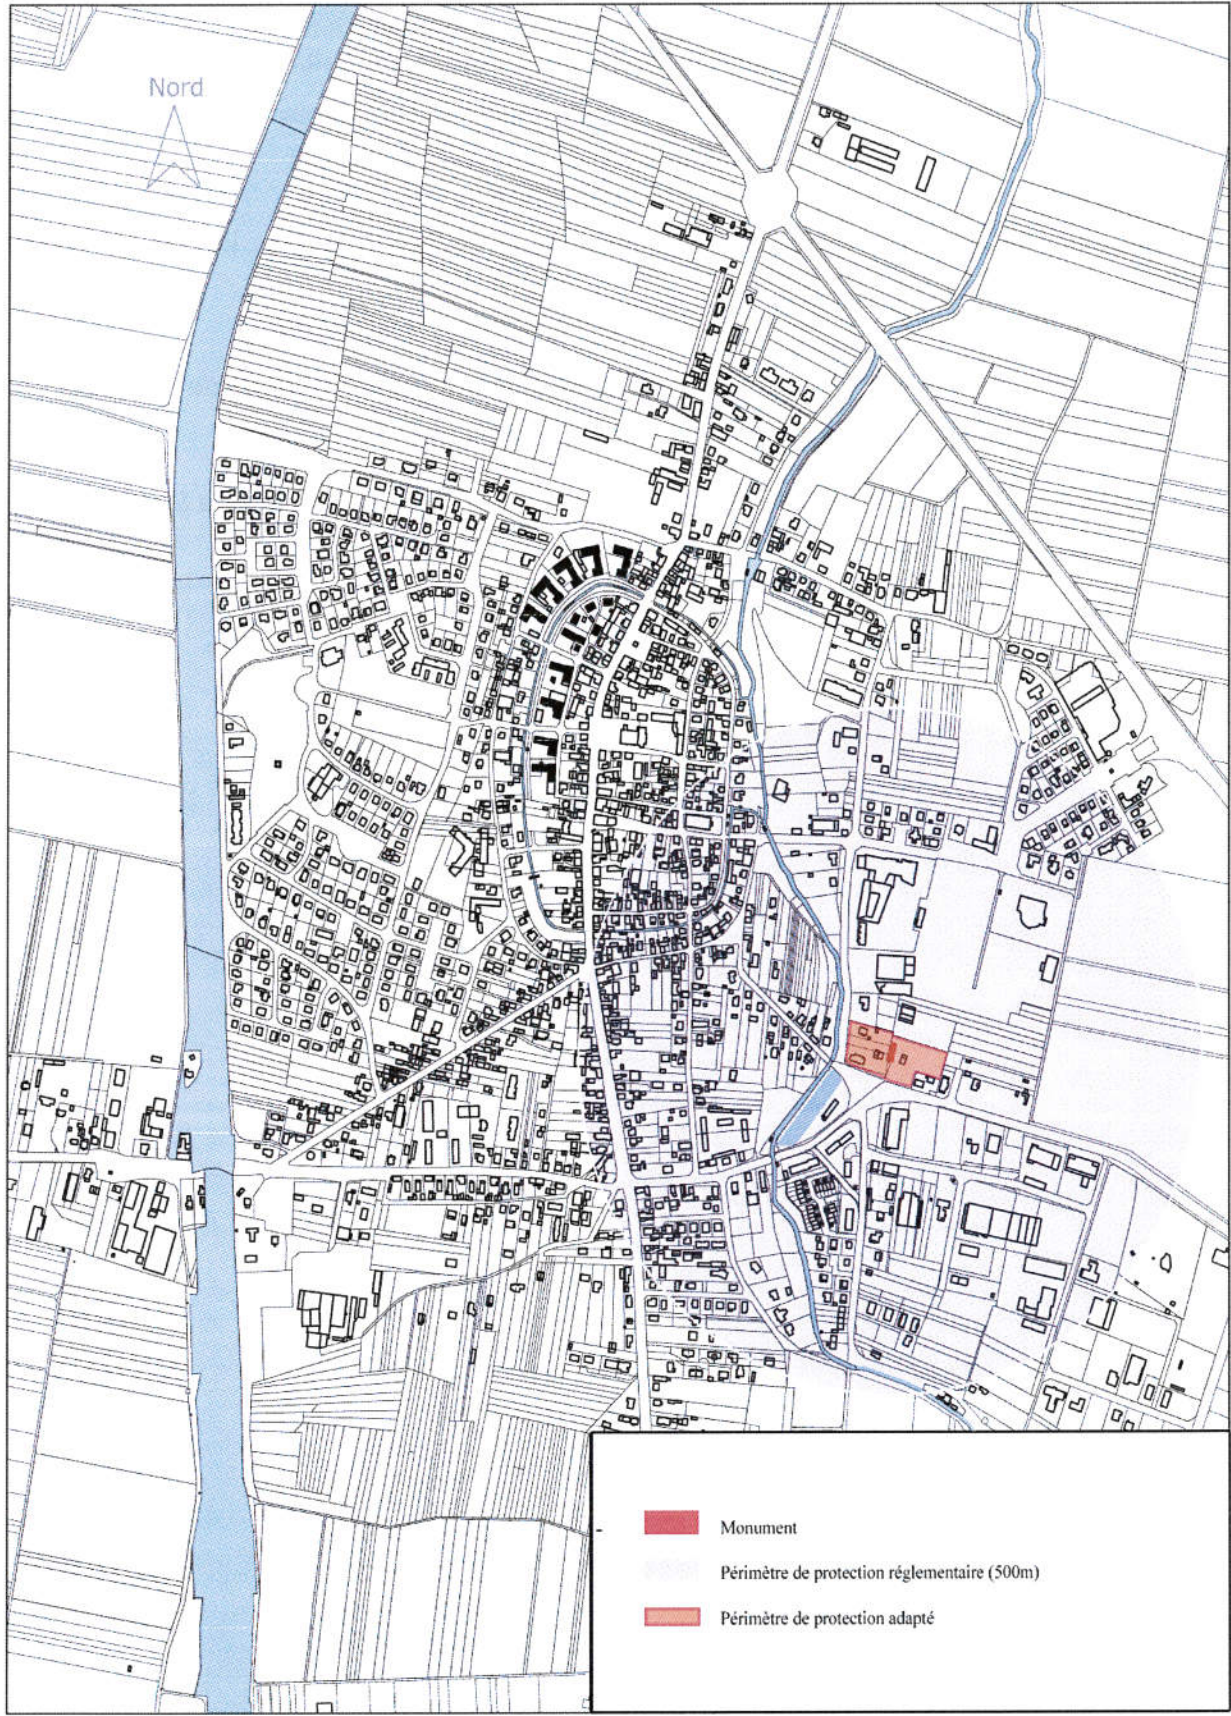 Nord
Monument
Périmètre de protection réglementaire (500m)
Périmètre de protection adapté